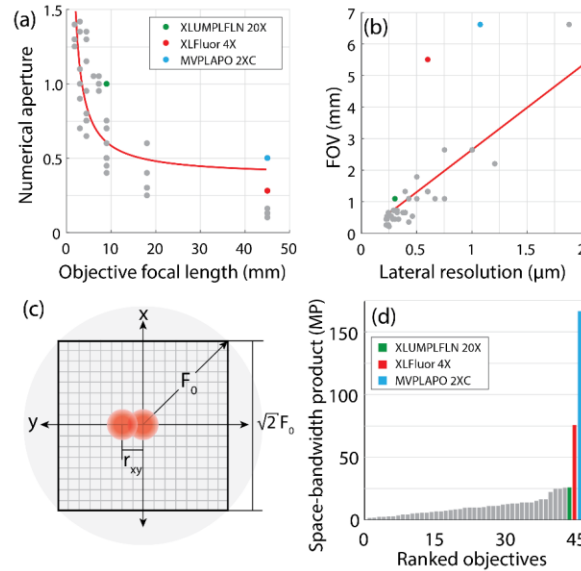 (a)
1.5
1.0
0.5
0
Numerical aperture
XLUMPLFLN 20X
XLFluor 4X
MVPLAPO 2XC
0 10 20 30 40 50
Objective focal length (mm)
(b)
7
6
5
4
3
2
1
0
FOV (mm)
0 0.5 1 1.5 2
Lateral resolution (µm)
(c)
x
y
F0
rxy
√2 F0
(d)
150
100
50
0
Space-bandwidth product (MP)
XLUMPLFLN 20X
XLFluor 4X
MVPLAPO 2XC
0 15 30 45
Ranked objectives